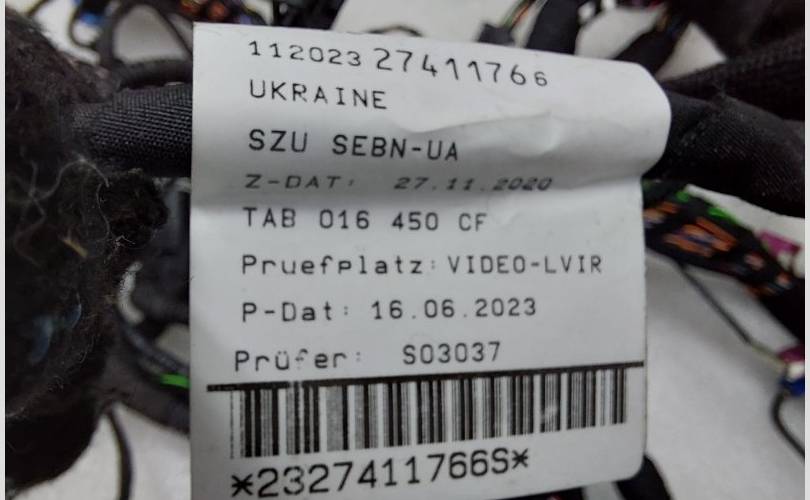 112023 27411766
UKRAINE
SZU SEBN-UA
Z-DAT: 27.11.2020
TAB 016 450 CF
Pruefplatz: VIDEO-LVIR
P-Dat: 16.06.2023
Prüfer: S03037
*2327411766S*